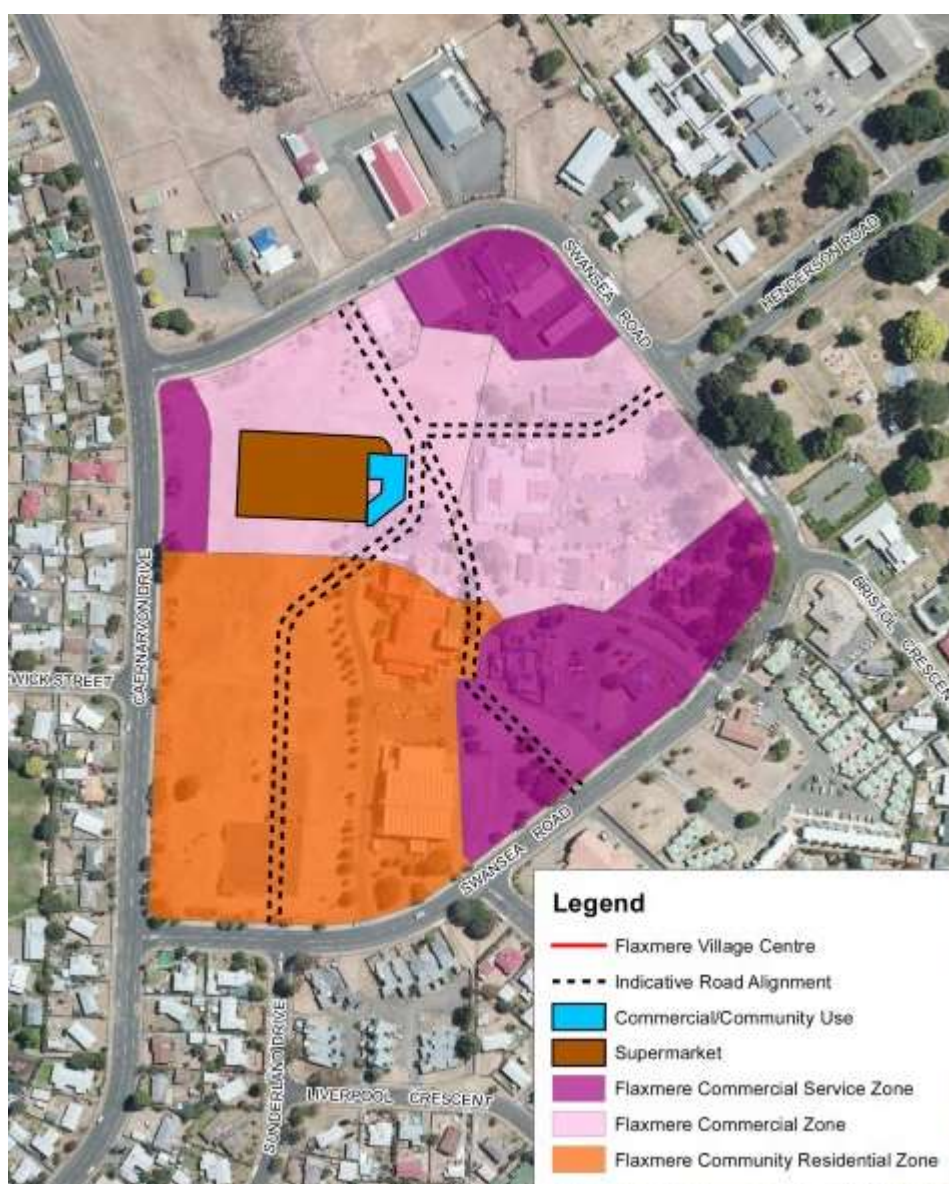 SWANSEA ROAD
HENDERSON ROAD
CAERNARVON DRIVE
WICK STREET
BRISTOL CRESCEN
SWANSEA ROAD
SUNDERLAND DRIVE
LIVERPOOL CRESCENT
Legend
Flaxmere Village Centre
Indicative Road Alignment
Commercial/Community Use
Supermarket
Flaxmere Commercial Service Zone
Flaxmere Commercial Zone
Flaxmere Community Residential Zone